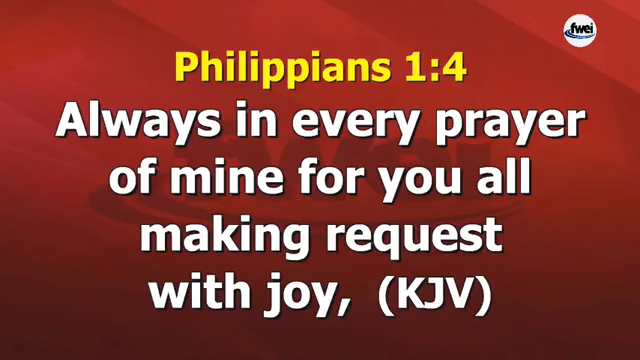 fwei
Philippians 1:4
Always in every prayer
of mine for you all
making request
with joy, (KJV)